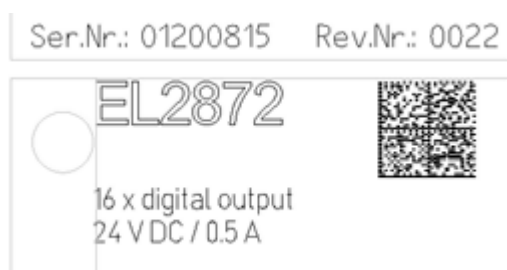 Ser.Nr.: 01200815 Rev.Nr.: 0022
EL2872
16 x digital output
24 V DC / 0.5 A